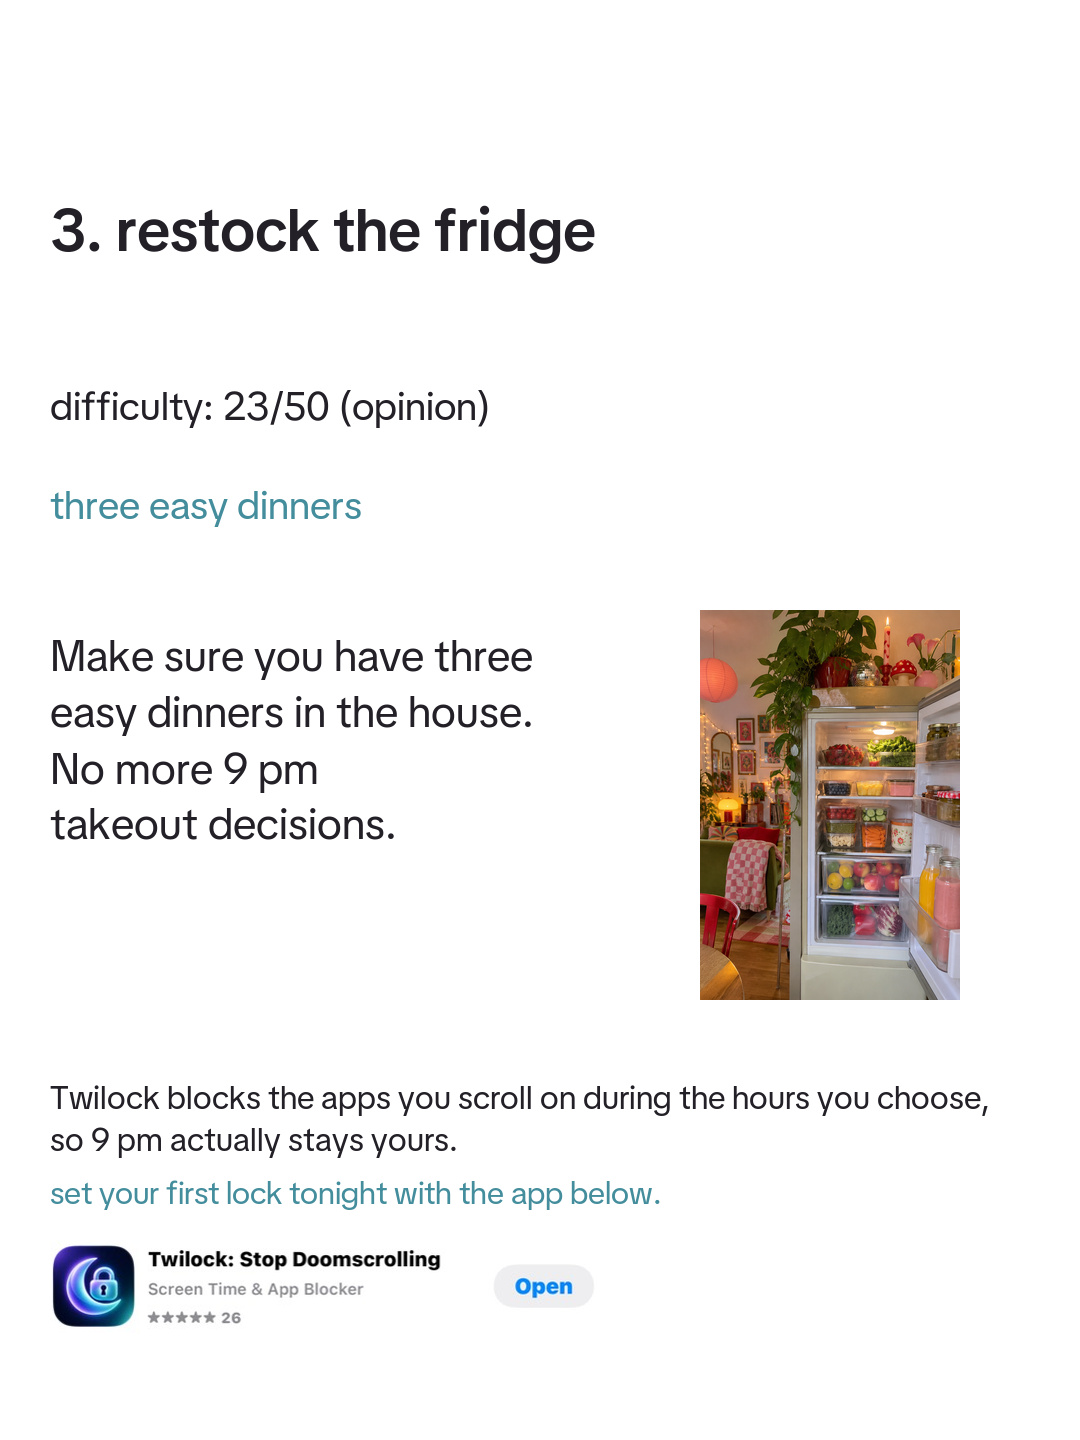 3. restock the fridge
difficulty: 23/50 (opinion)
three easy dinners
Make sure you have three
easy dinners in the house.
No more 9 pm
takeout decisions.
Twilock blocks the apps you scroll on during the hours you choose,
so 9 pm actually stays yours.
set your first lock tonight with the app below.
Twilock: Stop Doomscrolling
Screen Time & App Blocker
★★★★★ 26
Open